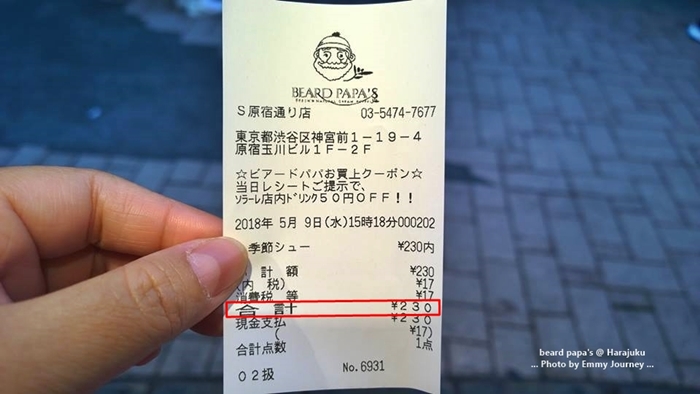 BEARD PAPA'S
S原宿通り店 03-5474-7677
東京都渋谷区神宮前1-19-4
原宿玉川ビル1F-2F
☆ビアードパパお買上クーポン☆
当日レシートご提示で、
ソラーレ店内ドリンク50円OFF!!
2018年 5月 9日(水)15時18分000202
季節シュー ¥230内
計額 ¥230
(内 税) ¥17
消費税等 ¥17
合計 ¥230
現金支払 ¥230
( ¥17)
合計点数 1点
02扱 No.6931
beard papa's @ Harajuku
... Photo by Emmy Journey ...